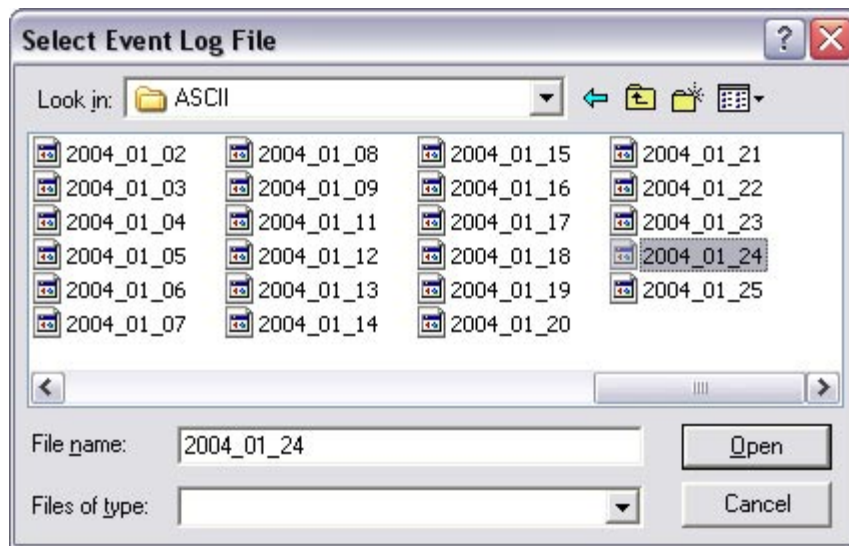 Select Event Log File
Look in: ASCII
2004_01_02 2004_01_08 2004_01_15 2004_01_21
2004_01_03 2004_01_09 2004_01_16 2004_01_22
2004_01_04 2004_01_11 2004_01_17 2004_01_23
2004_01_05 2004_01_12 2004_01_18 2004_01_24
2004_01_06 2004_01_13 2004_01_19 2004_01_25
2004_01_07 2004_01_14 2004_01_20
File name: 2004_01_24 Open
Files of type: Cancel